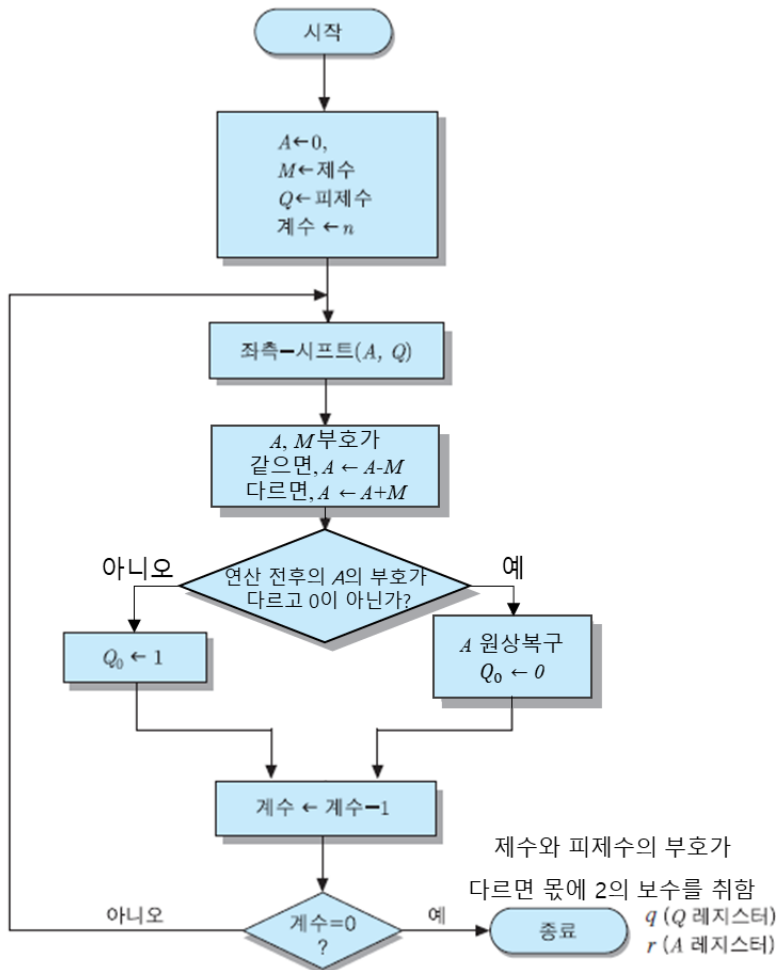 시작
A←0,
M←제수
Q←피제수
계수 ←n
좌측−시프트(A, Q)
A, M 부호가
같으면, A ← A-M
다르면, A ← A+M
아니오
연산 전후의 A의 부호가
다르고 0이 아닌가?
예
Q₀ ← 1
A 원상복구
Q₀ ← 0
계수 ← 계수−1
제수와 피제수의 부호가
다르면 몫에 2의 보수를 취함
아니오
계수=0
?
예
종료
q (Q 레지스터)
r (A 레지스터)